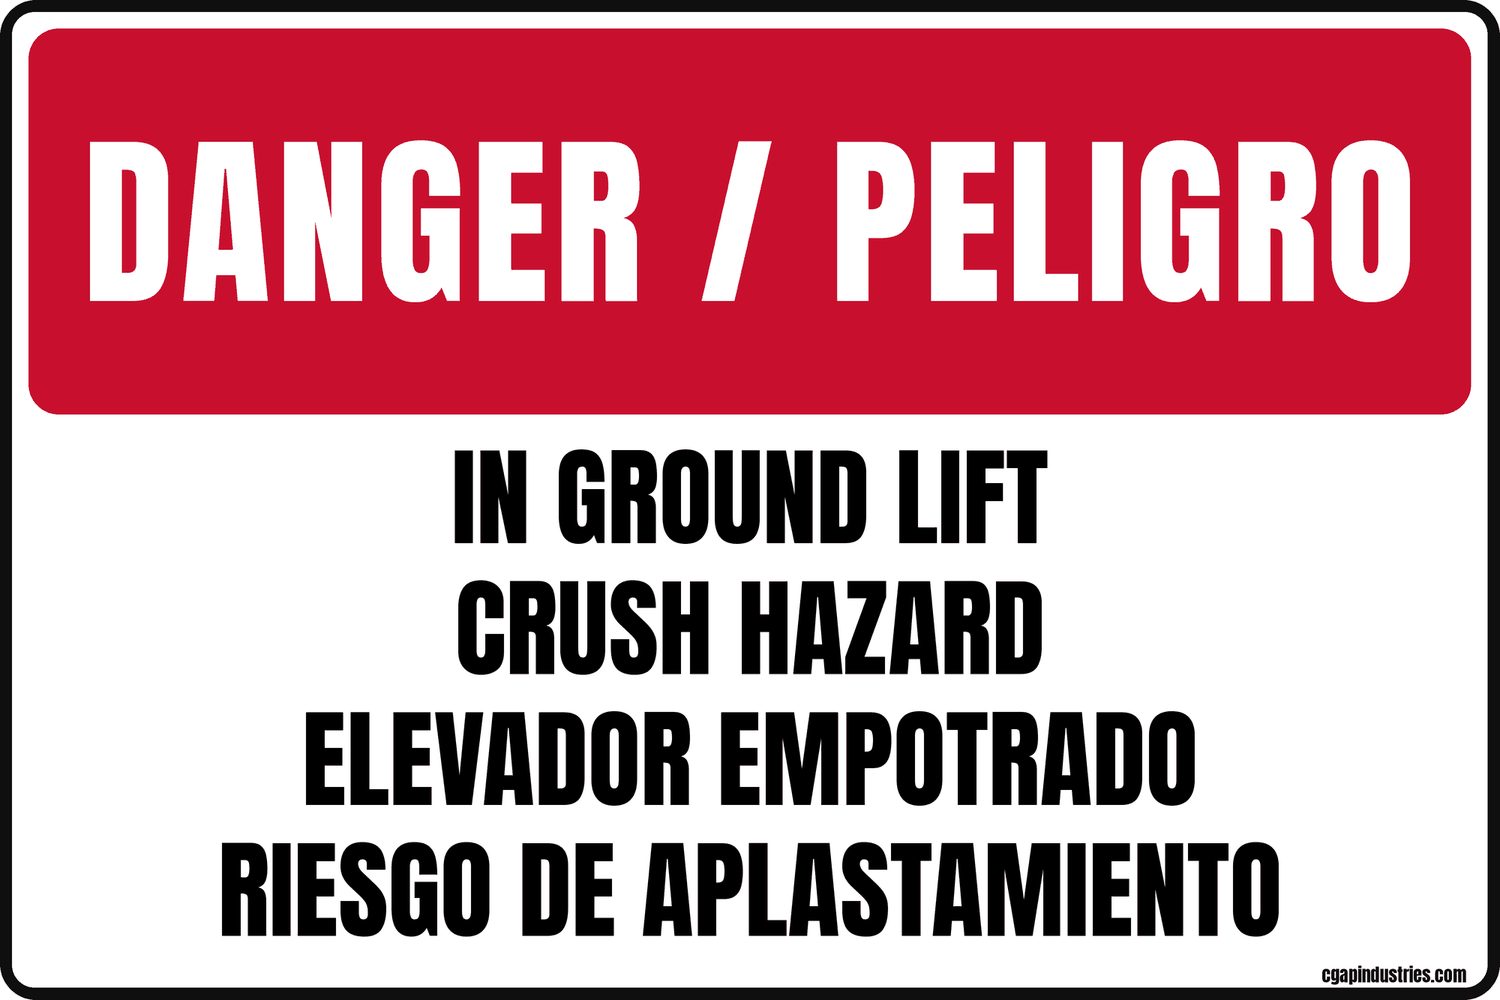 DANGER / PELIGRO
IN GROUND LIFT
CRUSH HAZARD
ELEVADOR EMPOTRADO
RIESGO DE APLASTAMIENTO
cgapindustries.com